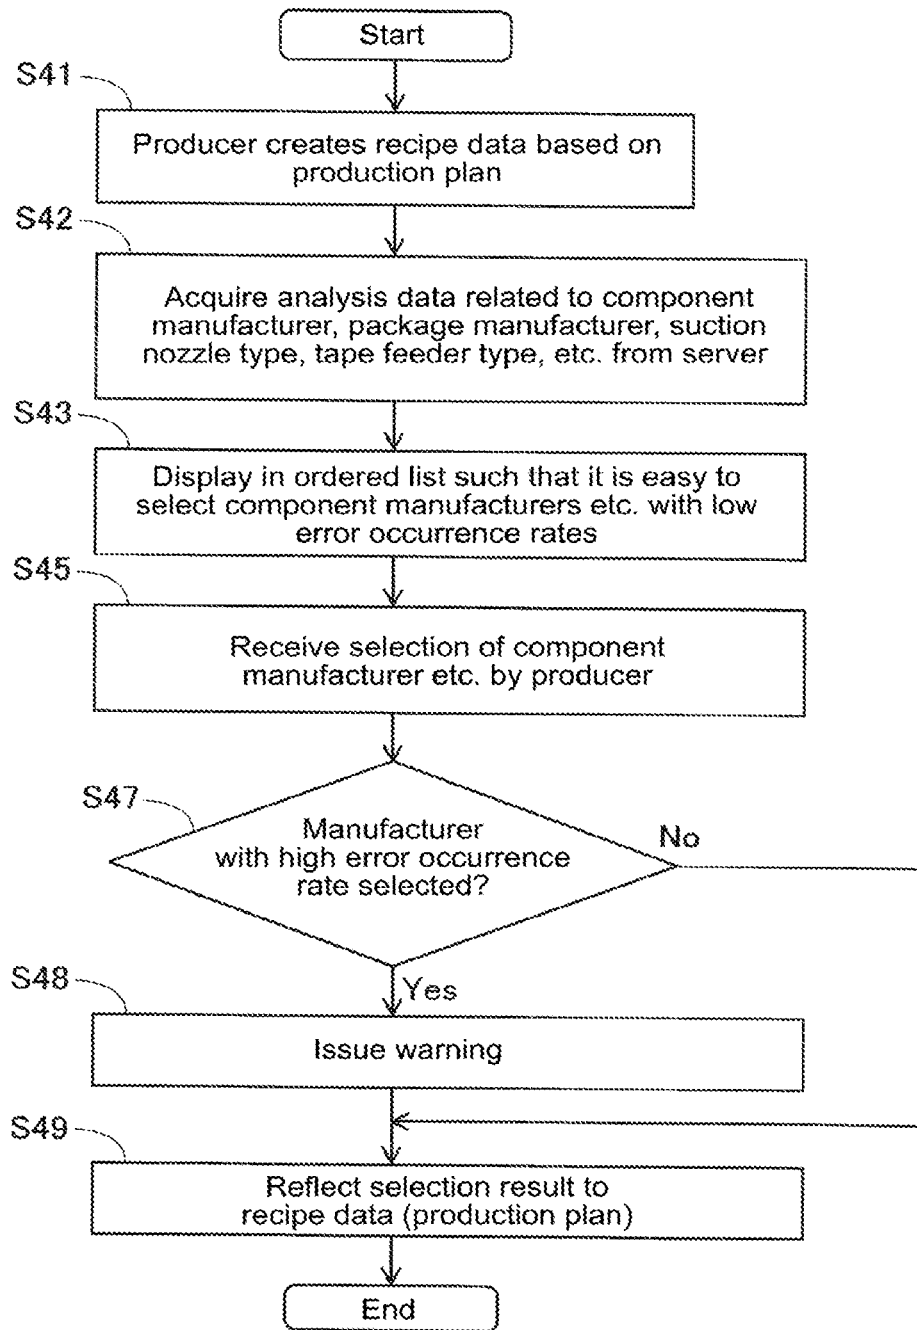 Start
S41
Producer creates recipe data based on
production plan
S42
Acquire analysis data related to component
manufacturer, package manufacturer, suction
nozzle type, tape feeder type, etc. from server
S43
Display in ordered list such that it is easy to
select component manufacturers etc. with low
error occurrence rates
S45
Receive selection of component
manufacturer etc. by producer
S47
Manufacturer
with high error occurrence
rate selected?
No
Yes
S48
Issue warning
S49
Reflect selection result to
recipe data (production plan)
End